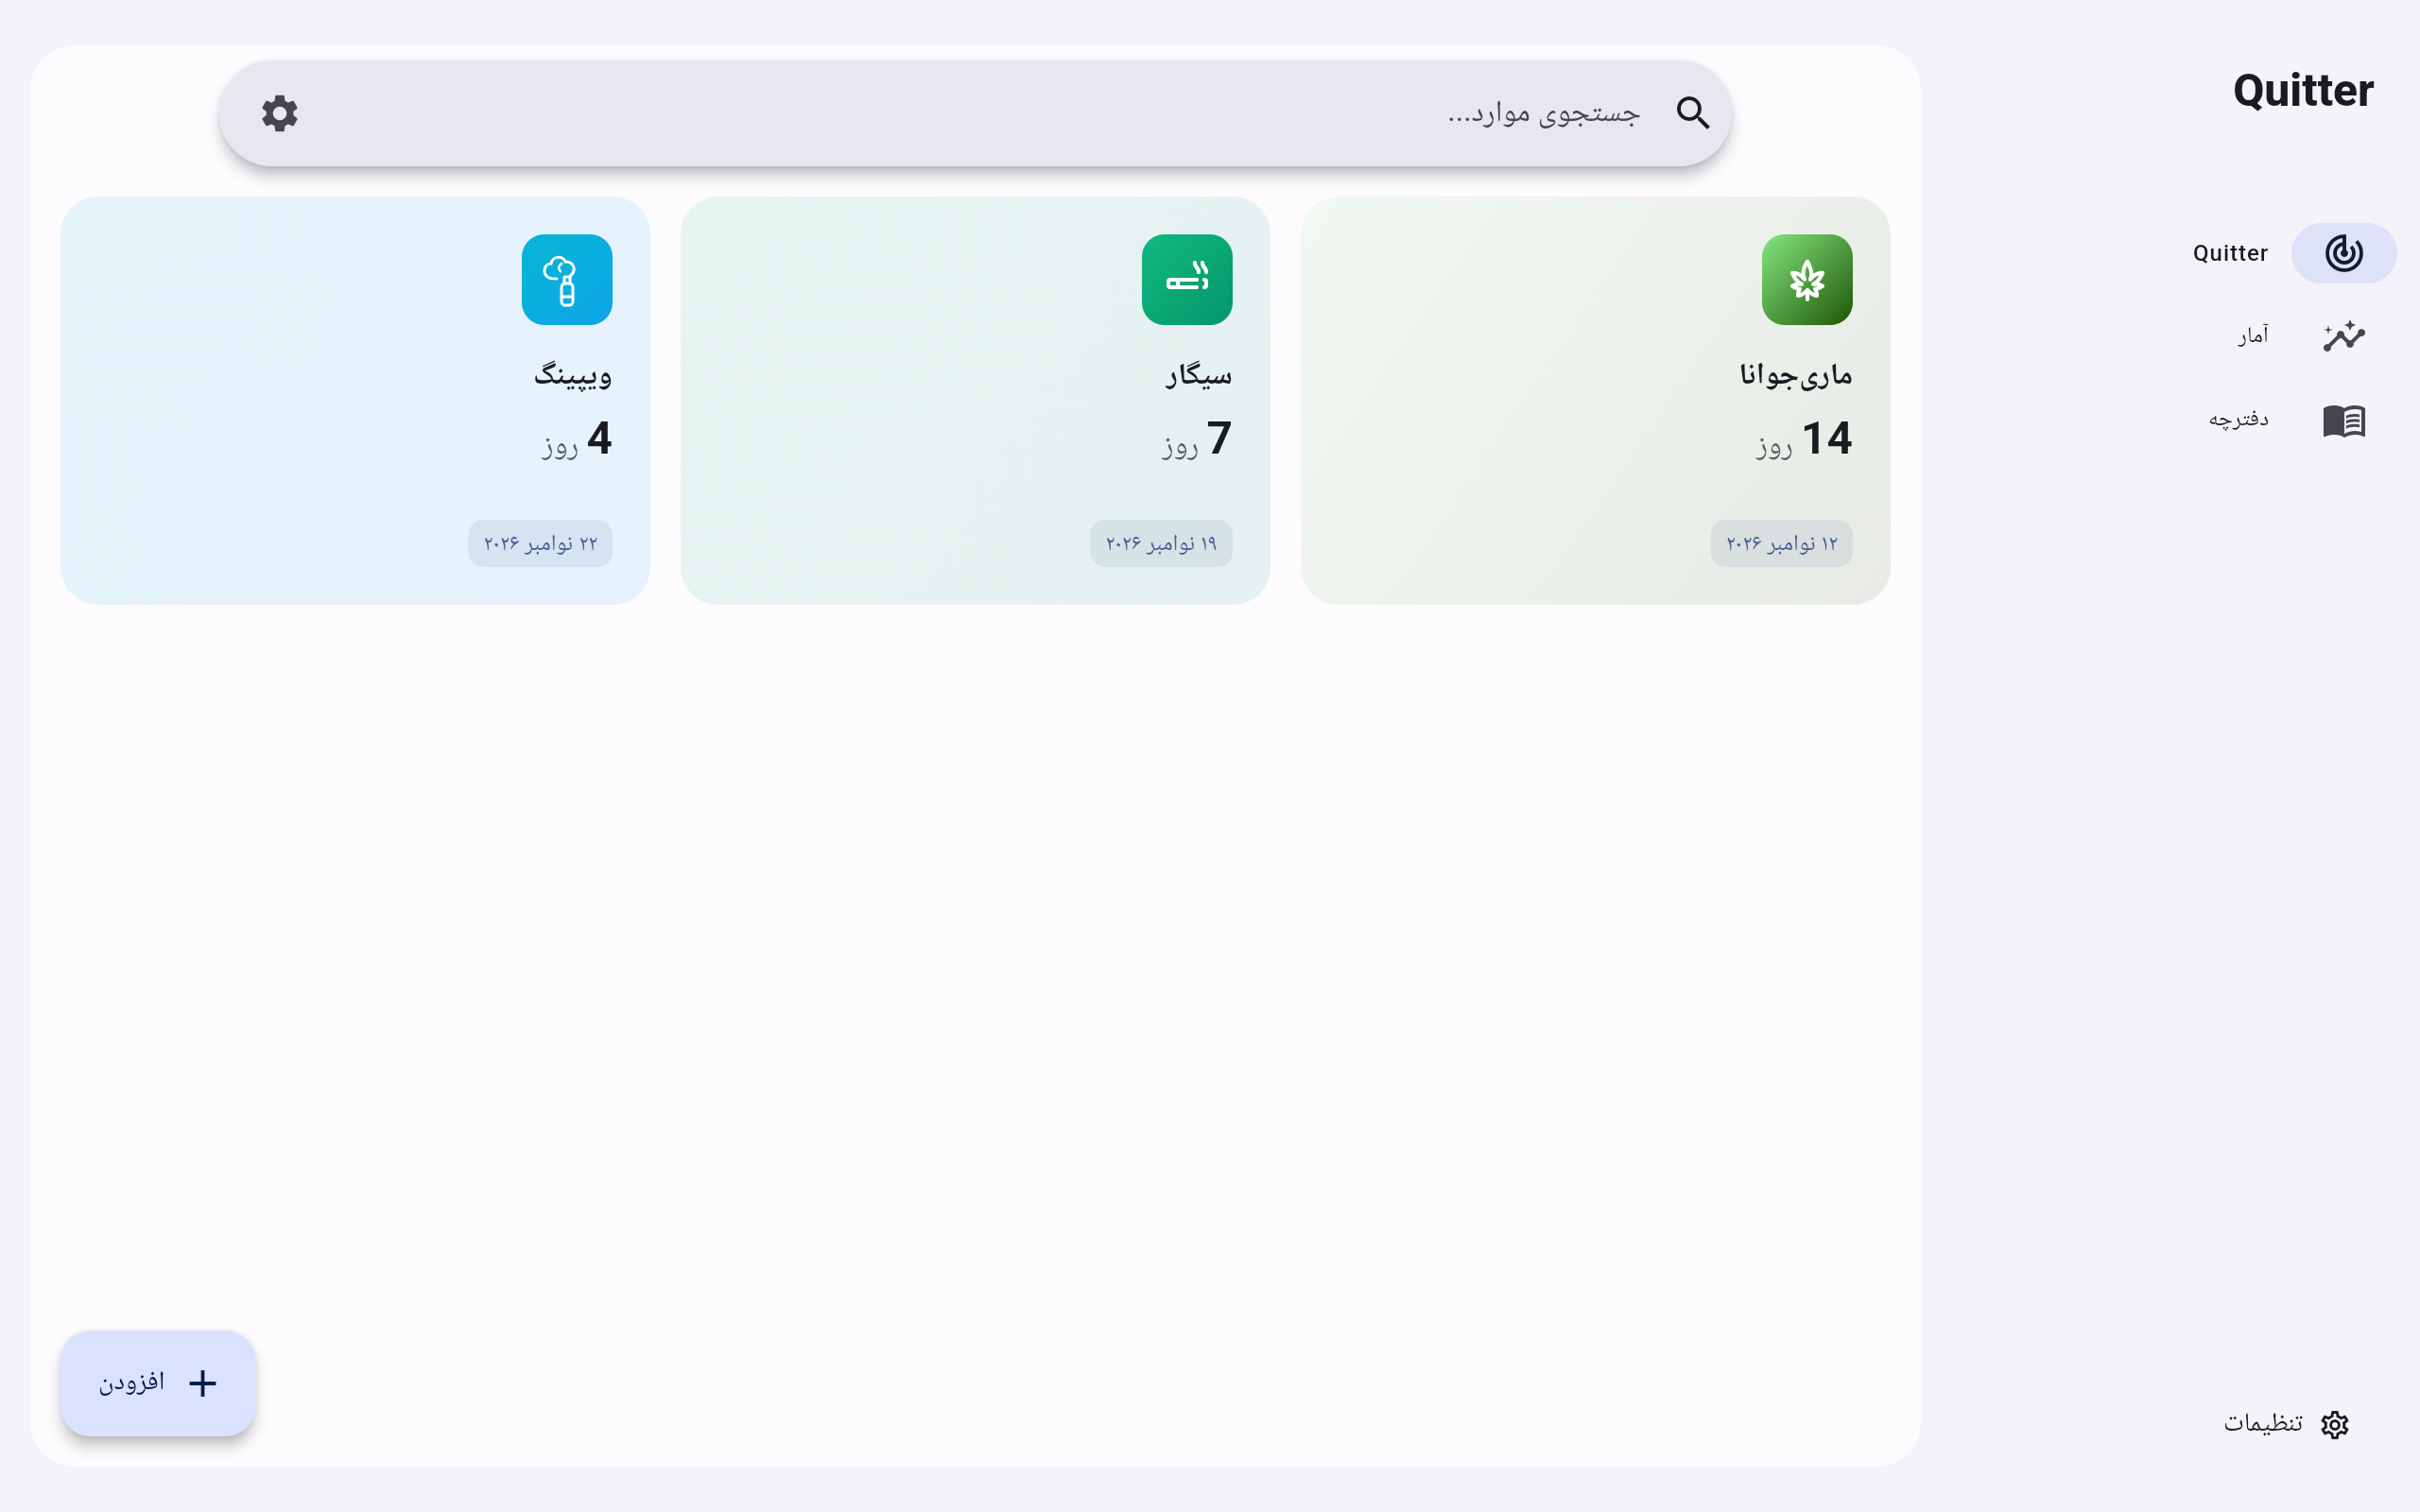 Quitter
Quitter
آمار
دفترچه
تنظیمات
جستجوی موارد...
ماری‌جوانا
14 روز
۱۲ نوامبر ۲۰۲۶
سیگار
7 روز
۱۹ نوامبر ۲۰۲۶
ویپینگ
4 روز
۲۲ نوامبر ۲۰۲۶
افزودن